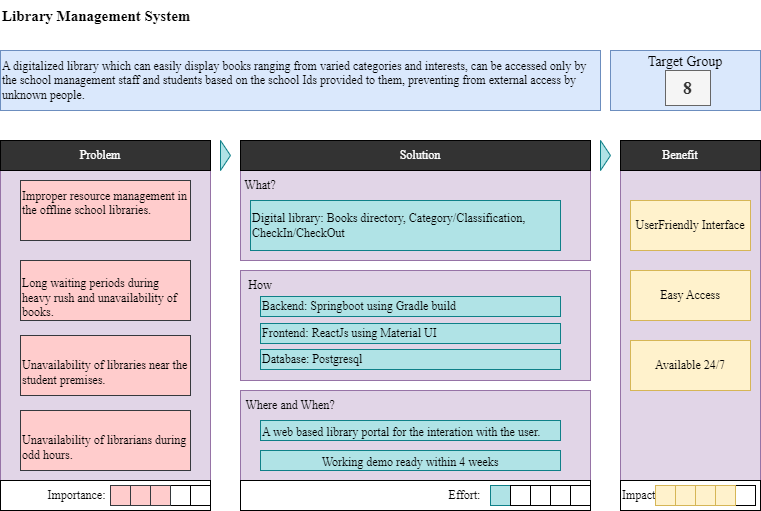 Library Management System
A digitalized library which can easily display books ranging from varied categories and interests, can be accessed only by
the school management staff and students based on the school Ids provided to them, preventing from external access by
unknown people.
Target Group
8
Problem
Improper resource management in
the offline school libraries.
Long waiting periods during
heavy rush and unavailability of
books.
Unavailability of libraries near the
student premises.
Unavailability of librarians during
odd hours.
Importance:
Solution
What?
Digital library: Books directory, Category/Classification,
CheckIn/CheckOut
How
Backend: Springboot using Gradle build
Frontend: ReactJs using Material UI
Database: Postgresql
Where and When?
A web based library portal for the interation with the user.
Working demo ready within 4 weeks
Effort:
Benefit
UserFriendly Interface
Easy Access
Available 24/7
Impact